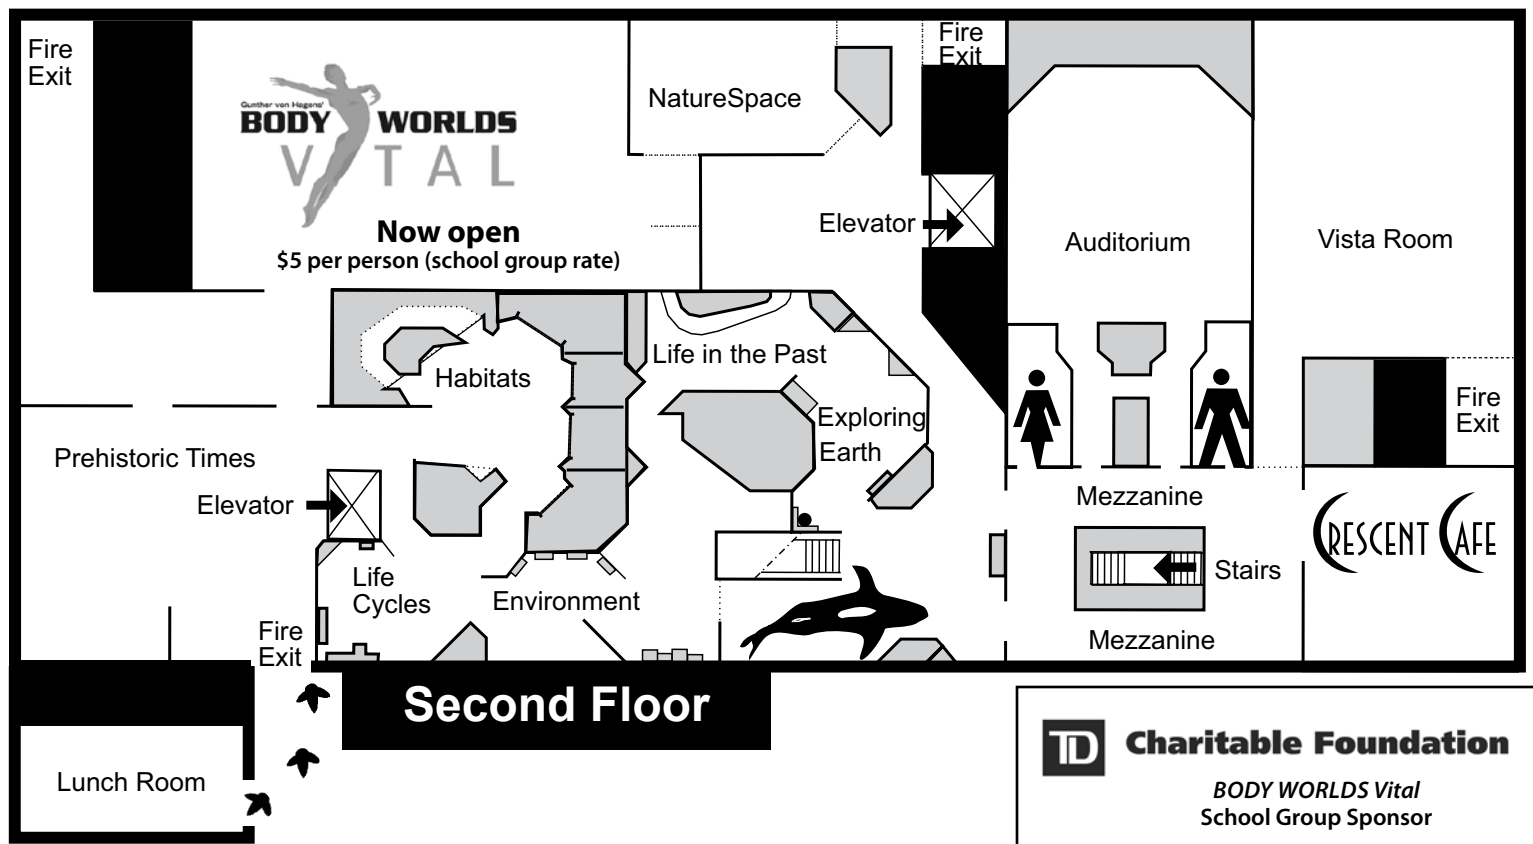 Fire
Exit
Gunther von Hagens'
BODY WORLDS
VITAL
Now open
$5 per person (school group rate)
NatureSpace
Fire
Exit
Elevator
Auditorium
Vista Room
Habitats
Life in the Past
Exploring
Earth
Fire
Exit
Prehistoric Times
Elevator
Life
Cycles
Environment
Mezzanine
Stairs
Mezzanine
CRESCENT CAFE
Fire
Exit
Second Floor
Lunch Room
TD Charitable Foundation
BODY WORLDS Vital
School Group Sponsor